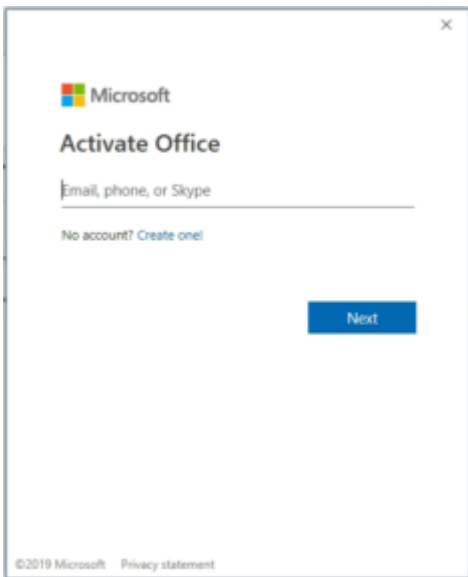 Microsoft
Activate Office
Email, phone, or Skype
No account? Create one!
Next
©2019 Microsoft Privacy statement